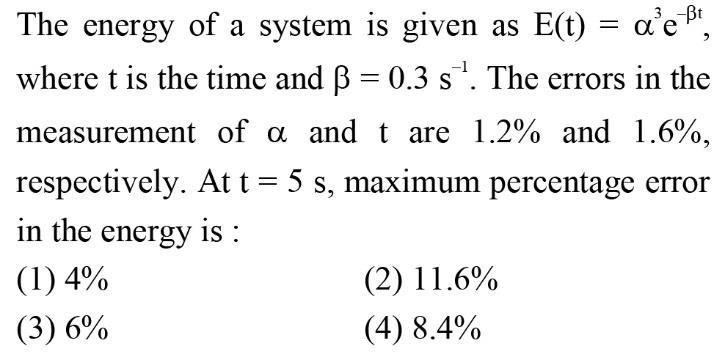 The energy of a system is given as E(t) = α³e⁻ᵝᵗ,
where t is the time and β = 0.3 s⁻¹. The errors in the
measurement of α and t are 1.2% and 1.6%,
respectively. At t = 5 s, maximum percentage error
in the energy is :
(1) 4% (2) 11.6%
(3) 6% (4) 8.4%